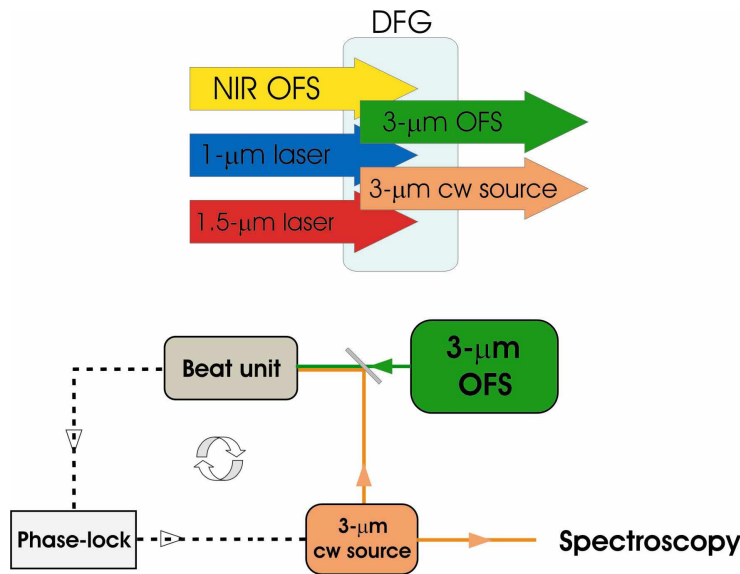 DFG
NIR OFS
3-μm OFS
1-μm laser
3-μm cw source
1.5-μm laser
3-μm
OFS
Beat unit
Phase-lock
3-μm
cw source
Spectroscopy